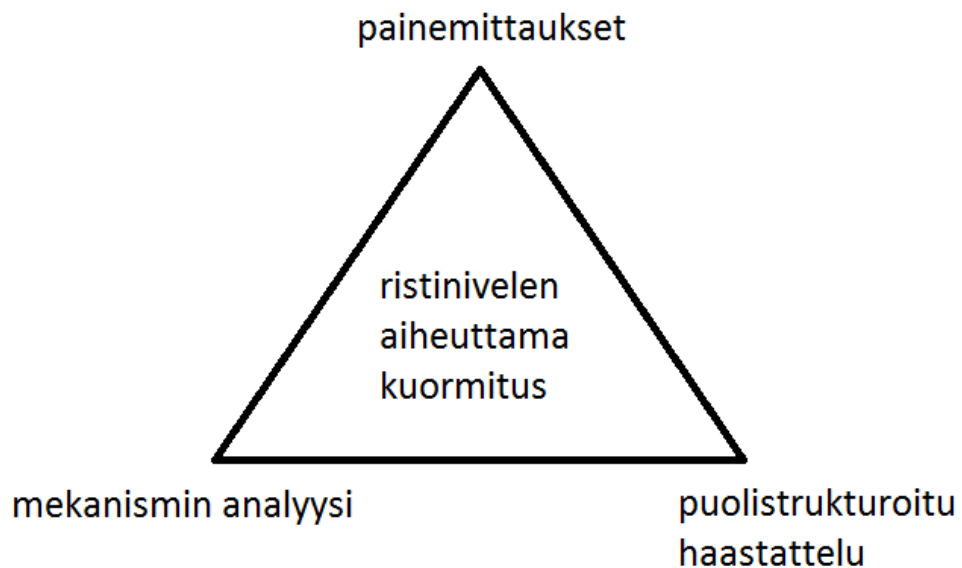 painemittaukset
ristinivelen
aiheuttama
kuormitus
mekanismin analyysi
puolistrukturoitu
haastattelu